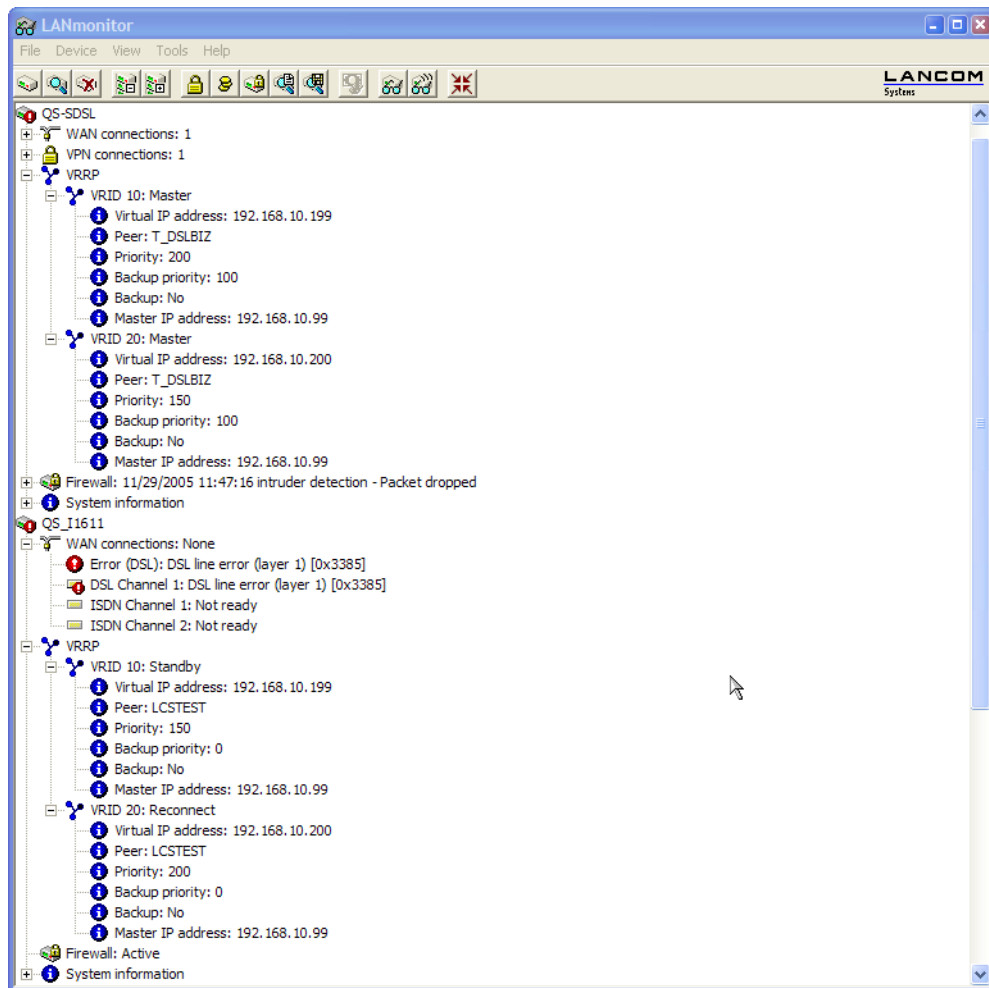 LANmonitor
File Device View Tools Help
LANCOM
Systems
QS-SDSL
WAN connections: 1
VPN connections: 1
VRRP
VRID 10: Master
Virtual IP address: 192.168.10.199
Peer: T_DSLBIZ
Priority: 200
Backup priority: 100
Backup: No
Master IP address: 192.168.10.99
VRID 20: Master
Virtual IP address: 192.168.10.200
Peer: T_DSLBIZ
Priority: 150
Backup priority: 100
Backup: No
Master IP address: 192.168.10.99
Firewall: 11/29/2005 11:47:16 intruder detection - Packet dropped
System information
QS_I1611
WAN connections: None
Error (DSL): DSL line error (layer 1) [0x3385]
DSL Channel 1: DSL line error (layer 1) [0x3385]
ISDN Channel 1: Not ready
ISDN Channel 2: Not ready
VRRP
VRID 10: Standby
Virtual IP address: 192.168.10.199
Peer: LCSTEST
Priority: 150
Backup priority: 0
Backup: No
Master IP address: 192.168.10.99
VRID 20: Reconnect
Virtual IP address: 192.168.10.200
Peer: LCSTEST
Priority: 200
Backup priority: 0
Backup: No
Master IP address: 192.168.10.99
Firewall: Active
System information